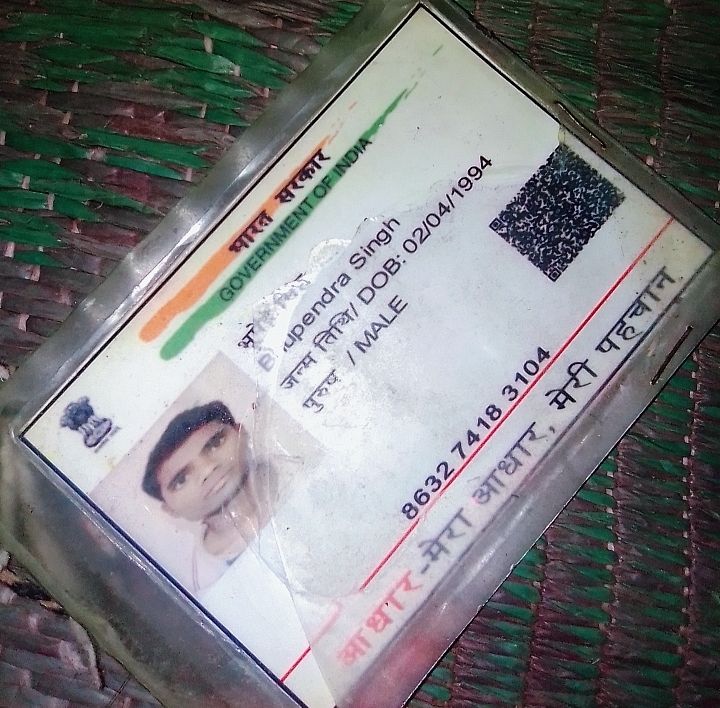 भारत सरकार
GOVERNMENT OF INDIA
Bhupendra Singh
जन्म तिथि/ DOB: 02/04/1994
पुरुष / MALE
8632 7418 3104
आधार-मेरा आधार, मेरी पहचान